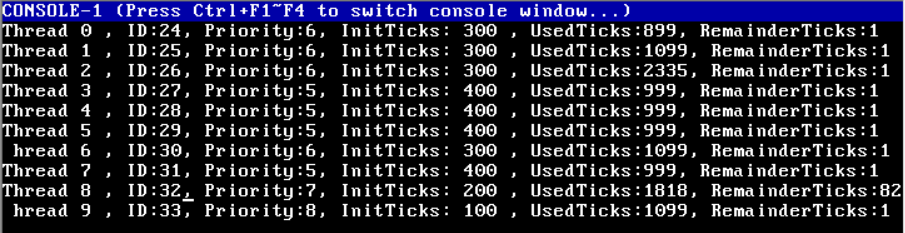 CONSOLE-1 (Press Ctrl+F1~F4 to switch console window...)
Thread 0 , ID:24, Priority:6, InitTicks: 300 , UsedTicks:899, RemainderTicks:1
Thread 1 , ID:25, Priority:6, InitTicks: 300 , UsedTicks:1099, RemainderTicks:1
Thread 2 , ID:26, Priority:6, InitTicks: 300 , UsedTicks:2335, RemainderTicks:1
Thread 3 , ID:27, Priority:5, InitTicks: 400 , UsedTicks:999, RemainderTicks:1
Thread 4 , ID:28, Priority:5, InitTicks: 400 , UsedTicks:999, RemainderTicks:1
Thread 5 , ID:29, Priority:5, InitTicks: 400 , UsedTicks:999, RemainderTicks:1
hread 6 , ID:30, Priority:6, InitTicks: 300 , UsedTicks:1099, RemainderTicks:1
Thread 7 , ID:31, Priority:5, InitTicks: 400 , UsedTicks:999, RemainderTicks:1
Thread 8 , ID:32, Priority:7, InitTicks: 200 , UsedTicks:1818, RemainderTicks:82
hread 9 , ID:33, Priority:8, InitTicks: 100 , UsedTicks:1099, RemainderTicks:1